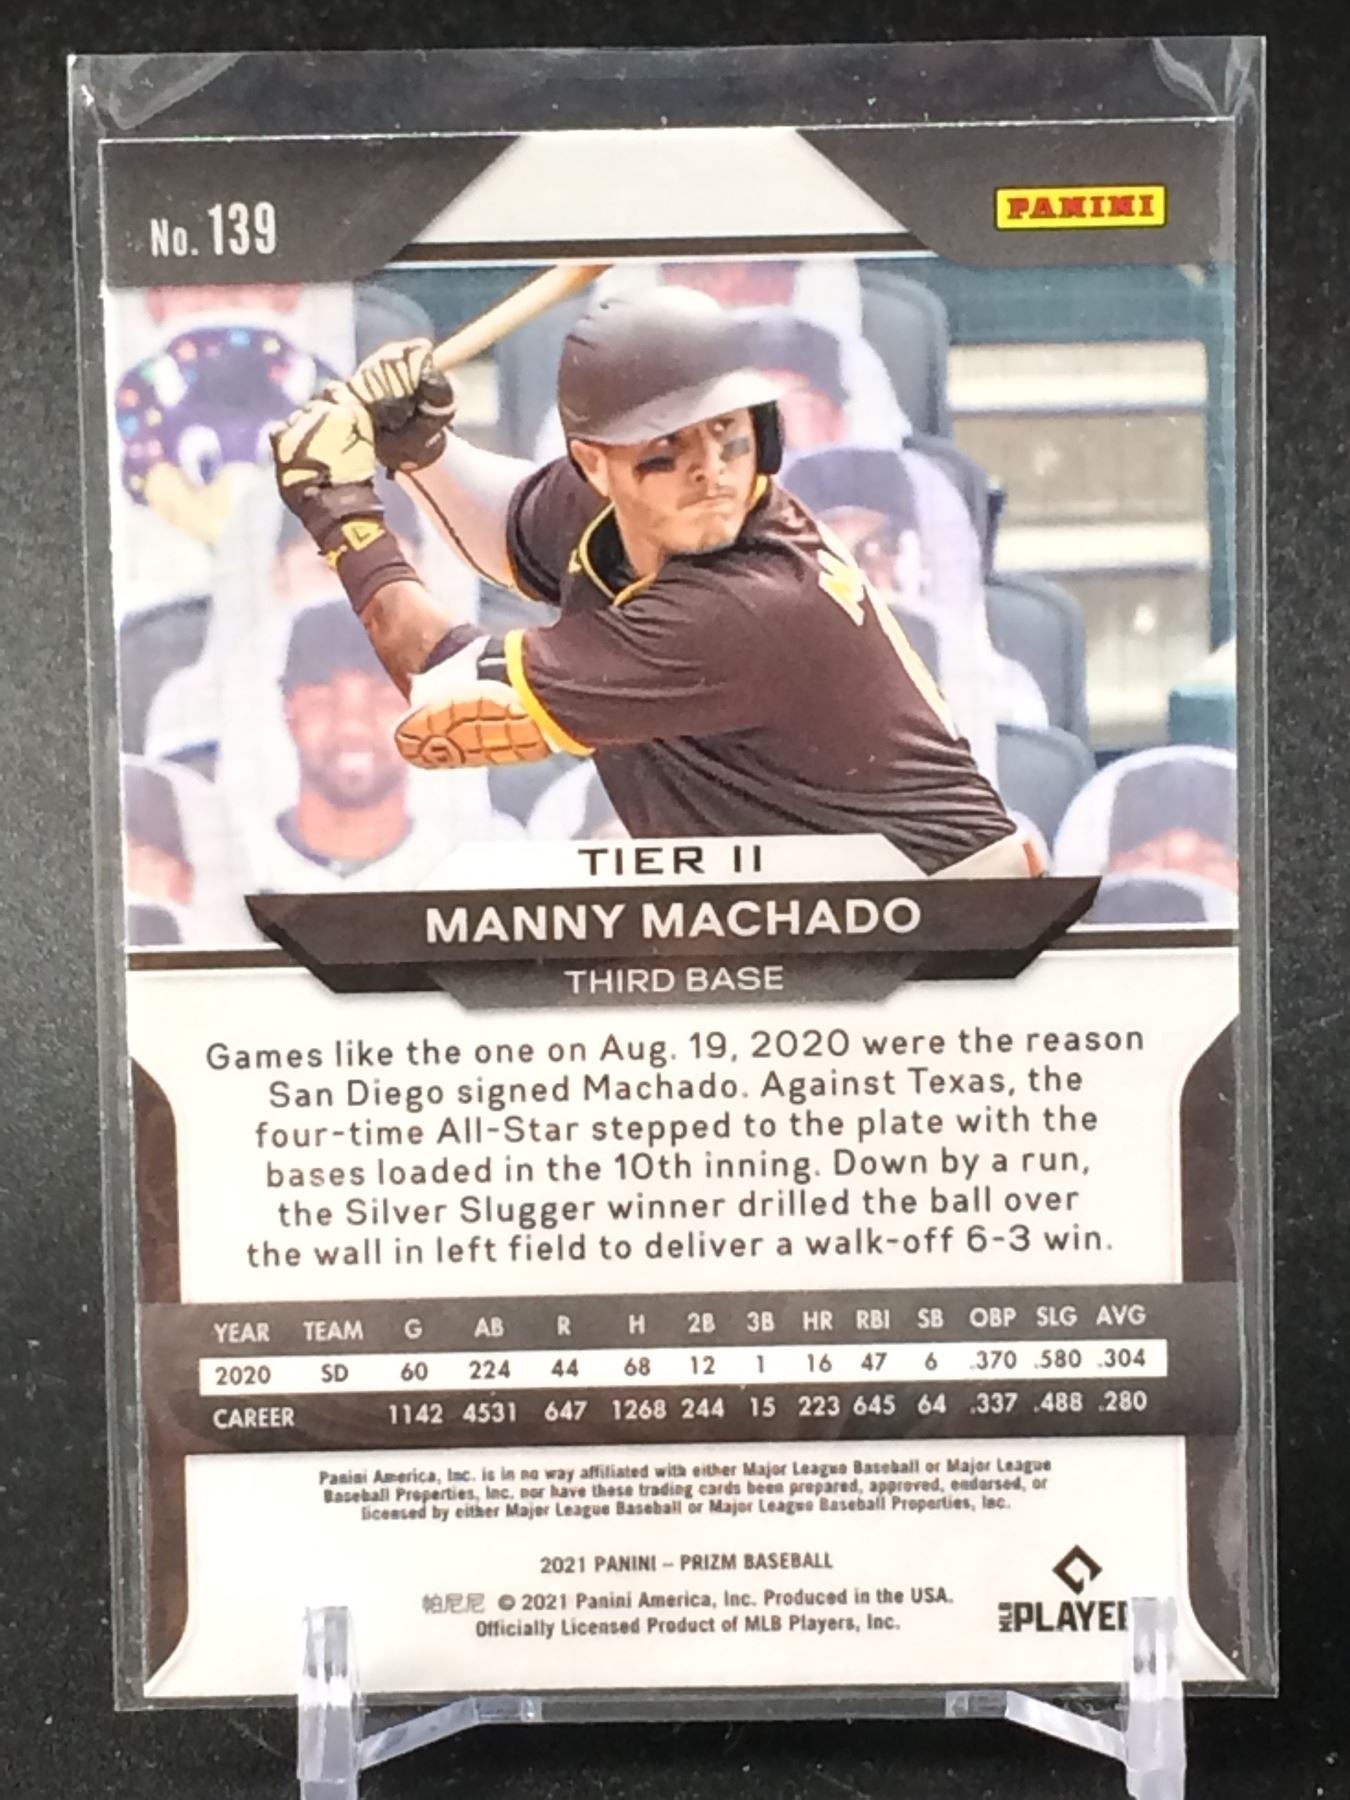 No. 139
PANINI
TIER II
MANNY MACHADO
THIRD BASE
Games like the one on Aug. 19, 2020 were the reason
San Diego signed Machado. Against Texas, the
four-time All-Star stepped to the plate with the
bases loaded in the 10th inning. Down by a run,
the Silver Slugger winner drilled the ball over
the wall in left field to deliver a walk-off 6-3 win.
YEAR TEAM G AB R H 2B 3B HR RBI SB OBP SLG AVG
2020 SD 60 224 44 68 12 1 16 47 6 .370 .580 .304
CAREER 1142 4531 647 1268 244 15 223 645 64 .337 .488 .280
Panini America, Inc. is in no way affiliated with either Major League Baseball or Major League
Baseball Properties, Inc. nor have these trading cards been prepared, approved, endorsed, or
licensed by either Major League Baseball or Major League Baseball Properties, Inc.
2021 PANINI – PRIZM BASEBALL
帕尼尼 © 2021 Panini America, Inc. Produced in the USA.
Officially Licensed Product of MLB Players, Inc.
MLB PLAYE